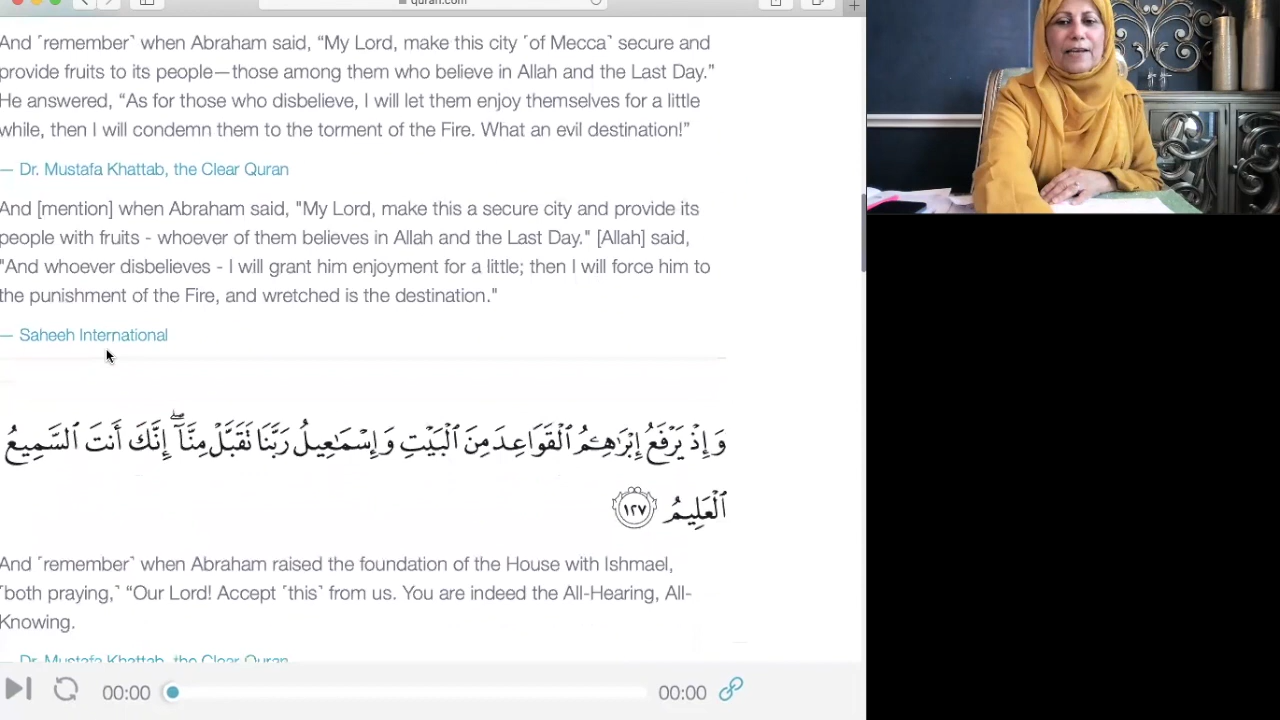 quran.com
And ˹remember˺ when Abraham said, “My Lord, make this city ˹of Mecca˺ secure and
provide fruits to its people—those among them who believe in Allah and the Last Day.”
He answered, “As for those who disbelieve, I will let them enjoy themselves for a little
while, then I will condemn them to the torment of the Fire. What an evil destination!”
— Dr. Mustafa Khattab, the Clear Quran
And [mention] when Abraham said, "My Lord, make this a secure city and provide its
people with fruits - whoever of them believes in Allah and the Last Day." [Allah] said,
"And whoever disbelieves - I will grant him enjoyment for a little; then I will force him to
the punishment of the Fire, and wretched is the destination."
— Saheeh International
وَإِذْ يَرْفَعُ إِبْرَٰهِـۧمُ ٱلْقَوَاعِدَ مِنَ ٱلْبَيْتِ وَإِسْمَـٰعِيلُ رَبَّنَا تَقَبَّلْ مِنَّآ ۖ إِنَّكَ أَنتَ ٱلسَّمِيعُ
ٱلْعَلِيمُ ١٢٧
And ˹remember˺ when Abraham raised the foundation of the House with Ishmael,
˹both praying,˺ “Our Lord! Accept ˹this˺ from us. You are indeed the All-Hearing, All-
Knowing.
— Dr. Mustafa Khattab, the Clear Quran
00:00 00:00